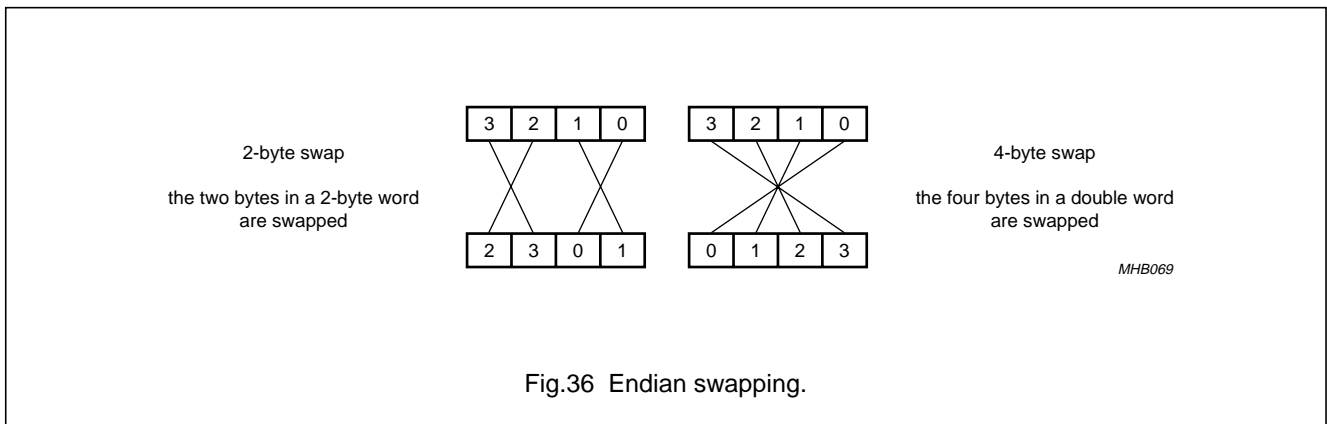 3 2 1 0
3 2 1 0
2-byte swap
the two bytes in a 2-byte word
are swapped
4-byte swap
the four bytes in a double word
are swapped
2 3 0 1
0 1 2 3
MHB069
Fig.36 Endian swapping.